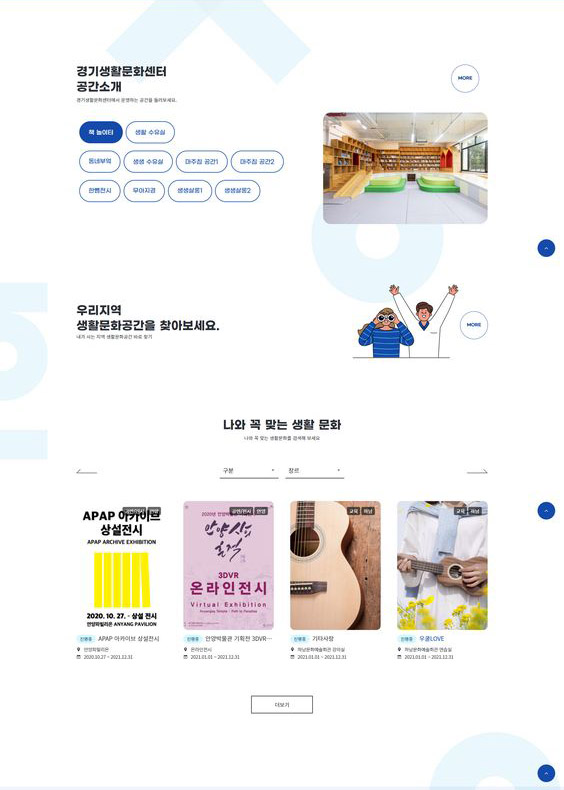 경기생활문화센터
공간소개
MORE
경기생활문화센터에서 운영하는 공간을 둘러보세요.
책 놀이터
생활 수유실
동네부엌
생생 수유실
마주침 공간1
마주침 공간2
한뼘전시
무아지경
생생살롱1
생생살롱2
우리지역
생활문화공간을 찾아보세요.
MORE
내가 사는 지역 생활문화공간 바로 찾기
나와 꼭 맞는 생활 문화
나와 꼭 맞는 생활문화를 검색해 보세요
구분
장르
APAP 아카이브
상설전시
APAP ARCHIVE EXHIBITION
2020. 10. 27. - 상설 전시
안양파빌리온 ANYANG PAVILION
공연/전시
안양
2020년 안양박
안양 사의
흔적
3DVR
온라인전시
Virtual Exhibition
교육
하남
교육
하남
진행중
APAP 아카이브 상설전시
안양파빌리온
2020.10.27 ~ 2021.12.31
진행중
안양박물관 기획전 3DVR…
온라인전시
2021.01.01 ~ 2021.12.31
진행중
기타사랑
하남문화예술회관 강의실
2021.01.01 ~ 2021.12.31
진행중
우쿨LOVE
하남문화예술회관 연습실
2021.01.01 ~ 2021.12.31
더보기